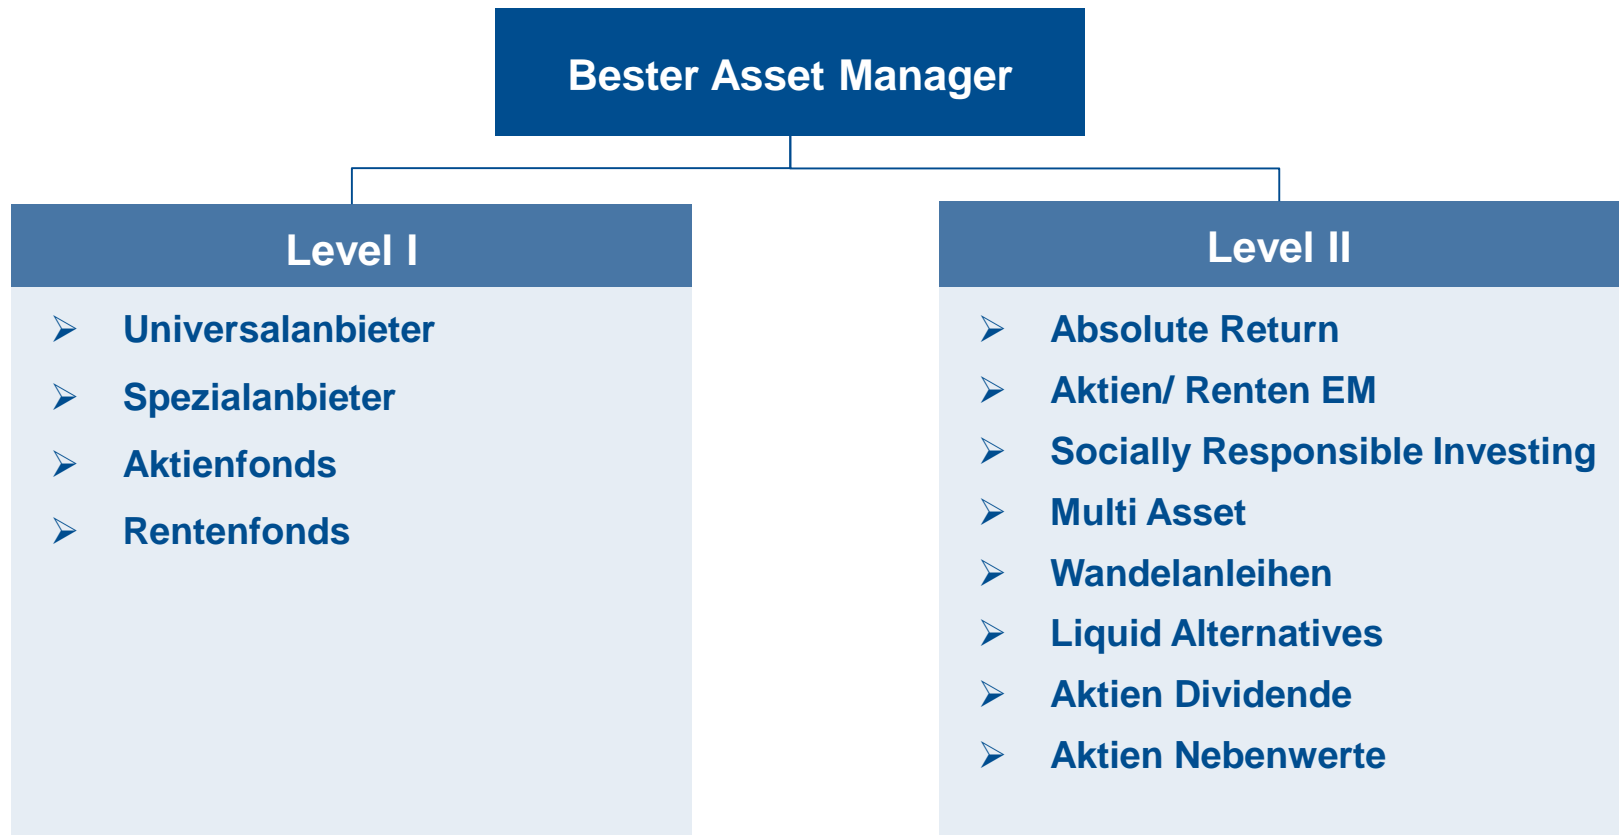 Bester Asset Manager
Level I
➢ Universalanbieter
➢ Spezialanbieter
➢ Aktienfonds
➢ Rentenfonds
Level II
➢ Absolute Return
➢ Aktien/ Renten EM
➢ Socially Responsible Investing
➢ Multi Asset
➢ Wandelanleihen
➢ Liquid Alternatives
➢ Aktien Dividende
➢ Aktien Nebenwerte